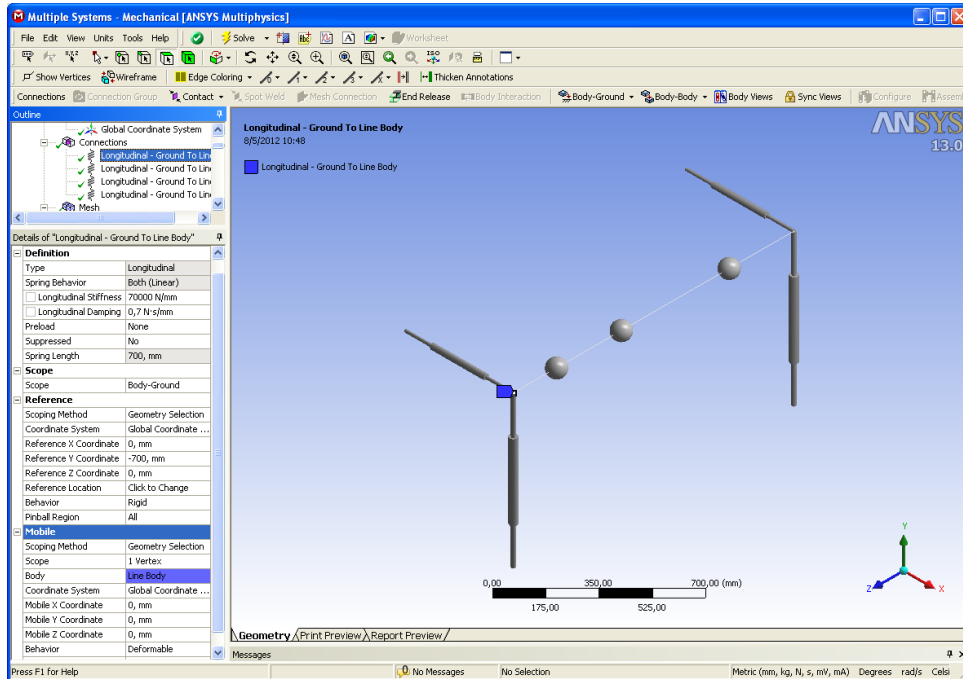 Multiple Systems - Mechanical [ANSYS Multiphysics]
File Edit View Units Tools Help Solve Worksheet
Show Vertices Wireframe Edge Coloring Thicken Annotations
Connections Connection Group Contact Spot Weld Mesh Connection End Release Body Interaction Body-Ground Body-Body Body Views Sync Views Configure Assem
Outline
Global Coordinate System
Connections
Longitudinal - Ground To Lin
Longitudinal - Ground To Lin
Longitudinal - Ground To Lin
Longitudinal - Ground To Lin
Mesh
Details of "Longitudinal - Ground To Line Body"
Definition
Type Longitudinal
Spring Behavior Both (Linear)
Longitudinal Stiffness 70000 N/mm
Longitudinal Damping 0,7 N·s/mm
Preload None
Suppressed No
Spring Length 700, mm
Scope
Scope Body-Ground
Reference
Scoping Method Geometry Selection
Coordinate System Global Coordinate ...
Reference X Coordinate 0, mm
Reference Y Coordinate -700, mm
Reference Z Coordinate 0, mm
Reference Location Click to Change
Behavior Rigid
Pinball Region All
Mobile
Scoping Method Geometry Selection
Scope 1 Vertex
Body Line Body
Coordinate System Global Coordinate ...
Mobile X Coordinate 0, mm
Mobile Y Coordinate 0, mm
Mobile Z Coordinate 0, mm
Behavior Deformable
Longitudinal - Ground To Line Body
8/5/2012 10:48
Longitudinal - Ground To Line Body
ANSYS
13.0
0,00 350,00 700,00 (mm)
175,00 525,00
Y
Z X
Geometry Print Preview Report Preview
Messages
Press F1 for Help No Messages No Selection Metric (mm, kg, N, s, mV, mA) Degrees rad/s Celsi